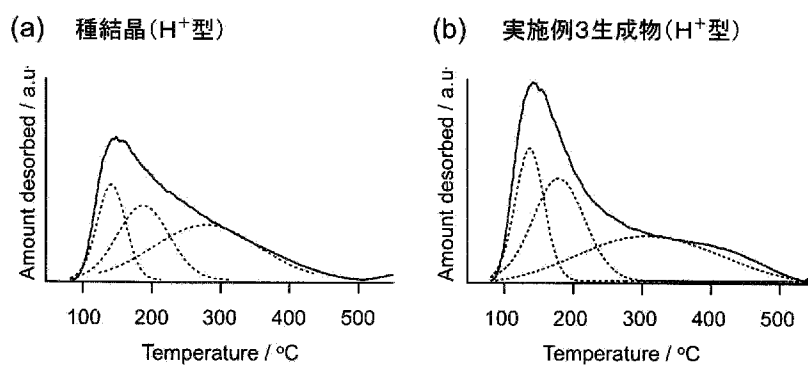 (a) 種結晶(H+型)
Amount desorbed / a.u.
100 200 300 400 500
Temperature / °C
(b) 実施例3生成物(H+型)
Amount desorbed / a.u.
100 200 300 400 500
Temperature / °C